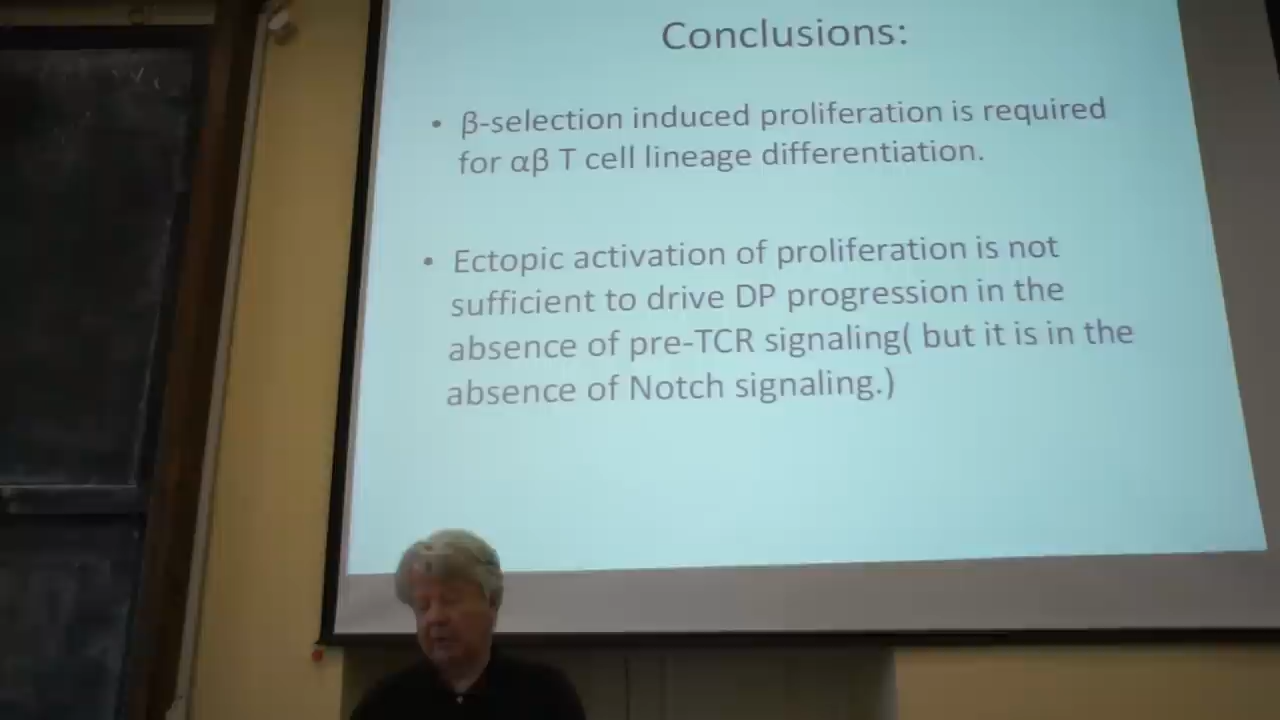 Conclusions:
• β-selection induced proliferation is required
for αβ T cell lineage differentiation.
• Ectopic activation of proliferation is not
sufficient to drive DP progression in the
absence of pre-TCR signaling( but it is in the
absence of Notch signaling.)